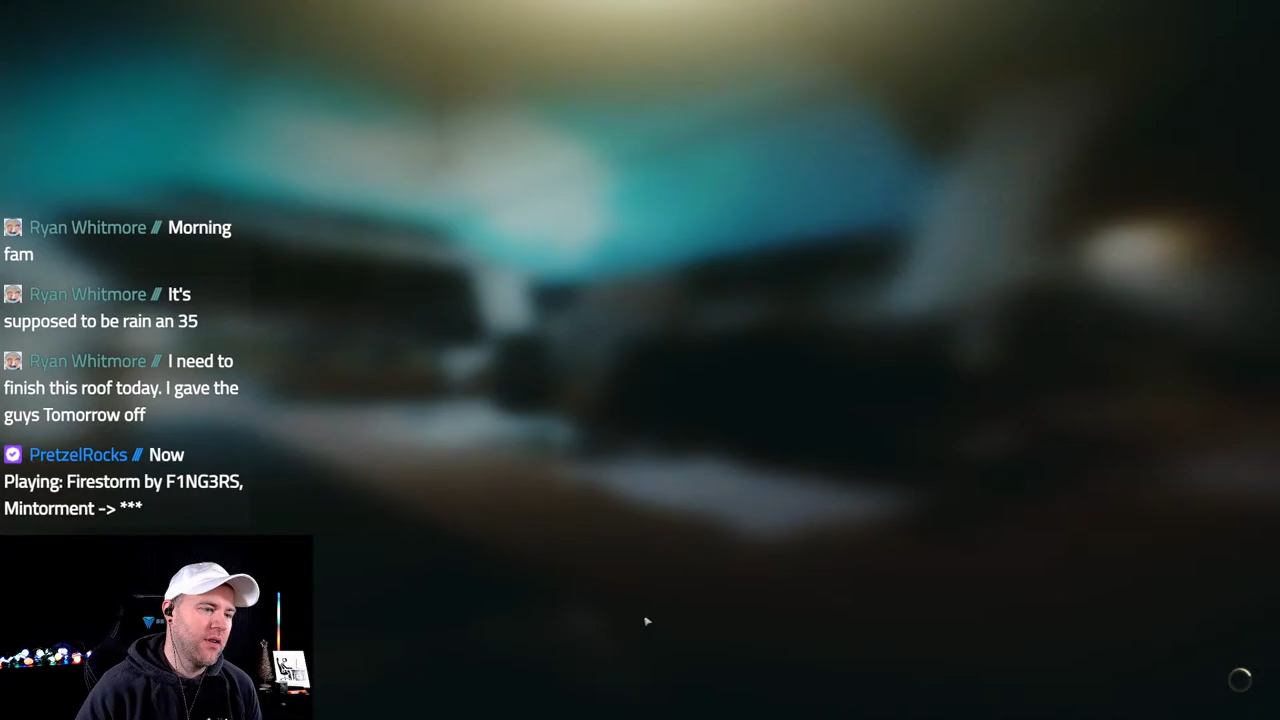 Ryan Whitmore /// Morning
fam
Ryan Whitmore /// It's
supposed to be rain an 35
Ryan Whitmore /// I need to
finish this roof today. I gave the
guys Tomorrow off
PretzelRocks /// Now
Playing: Firestorm by F1NG3RS,
Mintorment -> ***